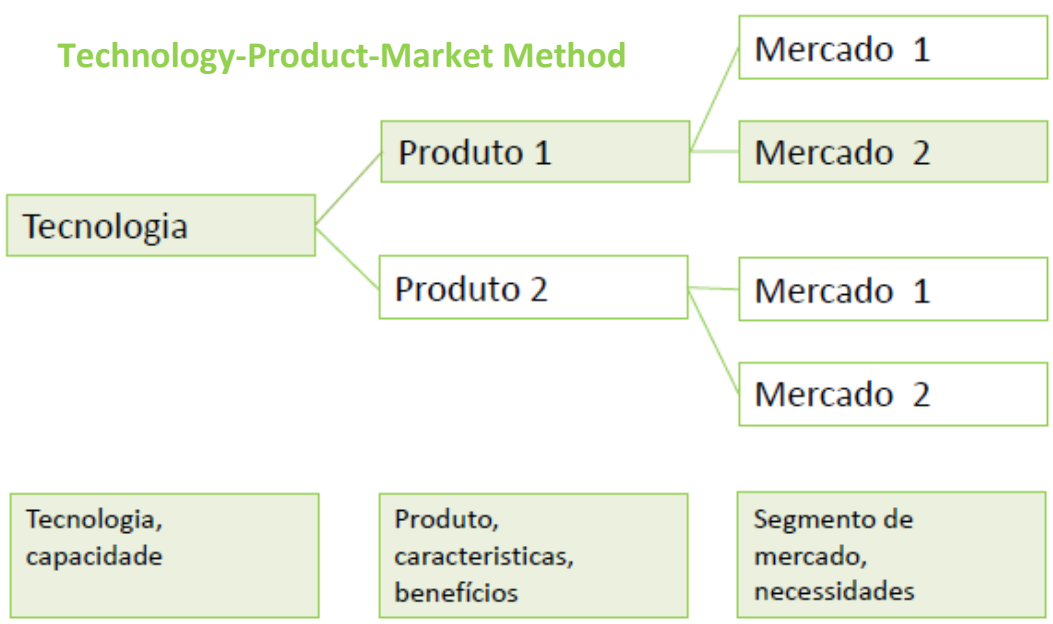 Technology-Product-Market Method
Mercado 1
Produto 1
Mercado 2
Tecnologia
Produto 2
Mercado 1
Mercado 2
Tecnologia,
capacidade
Produto,
caracteristicas,
benefícios
Segmento de
mercado,
necessidades